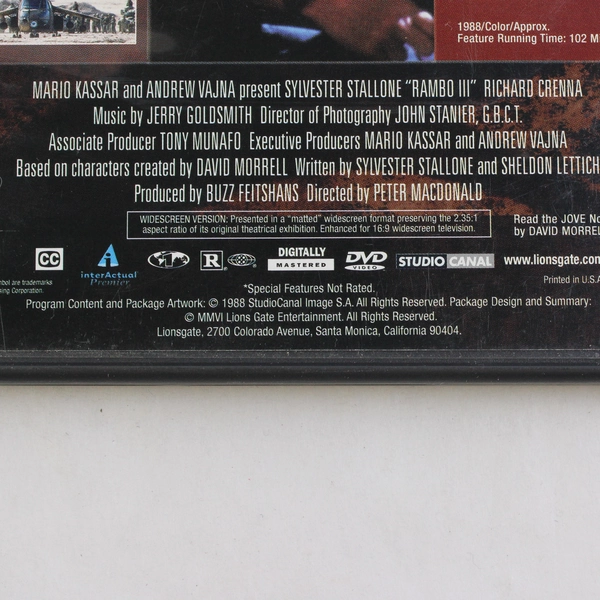 1988/Color/Approx.
Feature Running Time: 102 M
MARIO KASSAR and ANDREW VAJNA present SYLVESTER STALLONE "RAMBO III" RICHARD CRENNA
Music by JERRY GOLDSMITH Director of Photography JOHN STANIER, G.B.C.T.
Associate Producer TONY MUNAFO Executive Producers MARIO KASSAR and ANDREW VAJNA
Based on characters created by DAVID MORRELL Written by SYLVESTER STALLONE and SHELDON LETTICH
Produced by BUZZ FEITSHANS Directed by PETER MACDONALD
WIDESCREEN VERSION: Presented in a "matted" widescreen format preserving the 2.35:1
aspect ratio of its original theatrical exhibition. Enhanced for 16:9 widescreen television.
Read the JOVE No
by DAVID MORREL
CC
interActual
Premier
R
DIGITALLY
MASTERED
DVD
VIDEO
STUDIO CANAL
www.lionsgate.com
mbol are trademarks
ning Corporation.
Printed in U.S.A
*Special Features Not Rated.
Program Content and Package Artwork: © 1988 StudioCanal Image S.A. All Rights Reserved. Package Design and Summary:
© MMVI Lions Gate Entertainment. All Rights Reserved.
Lionsgate, 2700 Colorado Avenue, Santa Monica, California 90404.